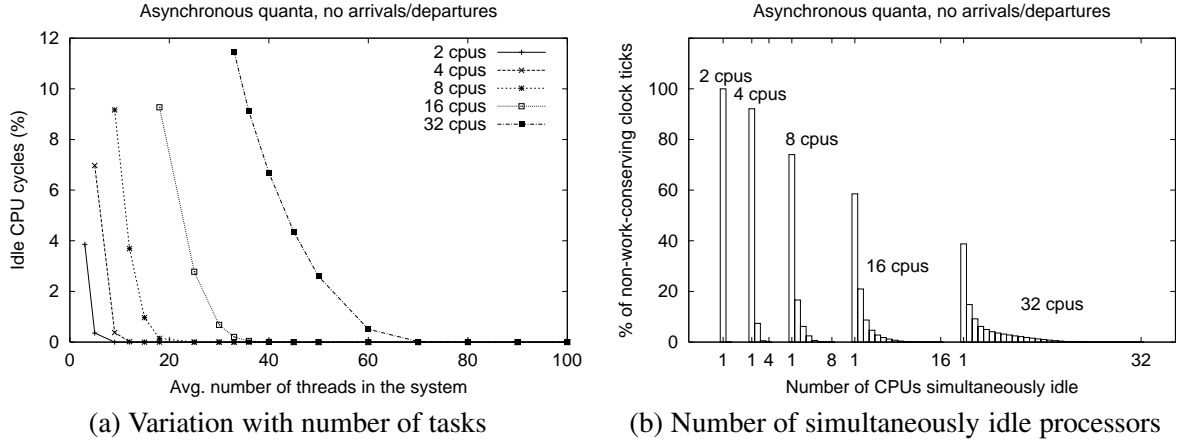 Asynchronous quanta, no arrivals/departures
12
10
8
6
4
2
0
Idle CPU cycles (%)
2 cpus
4 cpus
8 cpus
16 cpus
32 cpus
0 20 40 60 80 100
Avg. number of threads in the system
(a) Variation with number of tasks
Asynchronous quanta, no arrivals/departures
100
80
60
40
20
0
% of non-work-conserving clock ticks
2 cpus
4 cpus
8 cpus
16 cpus
32 cpus
1 1 4 1 8 1 16 1 32
Number of CPUs simultaneously idle
(b) Number of simultaneously idle processors